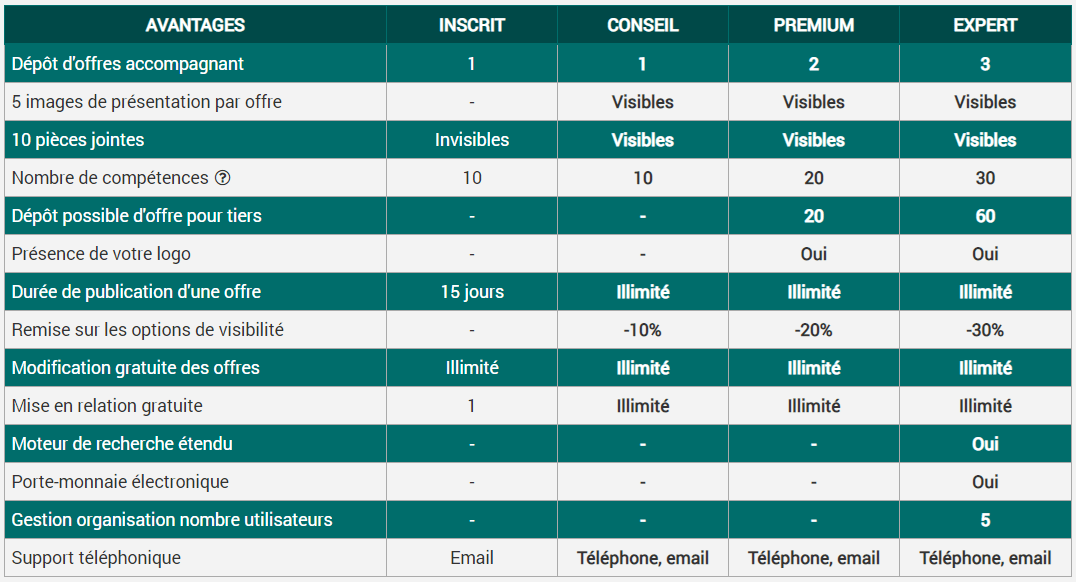 AVANTAGES INSCRIT CONSEIL PREMIUM EXPERT
Dépôt d'offres accompagnant 1 1 2 3
5 images de présentation par offre - Visibles Visibles Visibles
10 pièces jointes Invisibles Visibles Visibles Visibles
Nombre de compétences ? 10 10 20 30
Dépôt possible d'offre pour tiers - - 20 60
Présence de votre logo - - Oui Oui
Durée de publication d'une offre 15 jours Illimité Illimité Illimité
Remise sur les options de visibilité - -10% -20% -30%
Modification gratuite des offres Illimité Illimité Illimité Illimité
Mise en relation gratuite 1 Illimité Illimité Illimité
Moteur de recherche étendu - - - Oui
Porte-monnaie électronique - - - Oui
Gestion organisation nombre utilisateurs - - - 5
Support téléphonique Email Téléphone, email Téléphone, email Téléphone, email